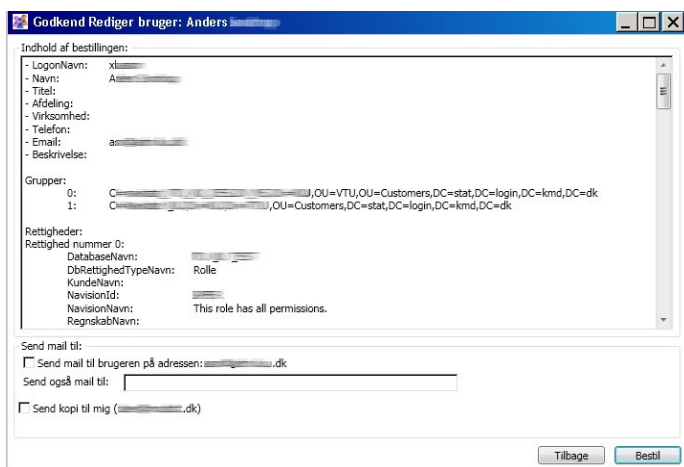 Godkend Rediger bruger: Anders
Indhold af bestillingen:
- LogonNavn:
- Navn:
- Titel:
- Afdeling:
- Virksomhed:
- Telefon:
- Email:
- Beskrivelse:
Grupper:
0: ,OU=VTU,OU=Customers,DC=stat,DC=login,DC=kmd,DC=dk
1: ,OU=Customers,DC=stat,DC=login,DC=kmd,DC=dk
Rettigheder:
Rettighed nummer 0:
DatabaseNavn:
DbRettighedTypeNavn: Rolle
KundeNavn:
NavisionId:
NavisionNavn: This role has all permissions.
RegnskabNavn:
Send mail til:
Send mail til brugeren på adressen: .dk
Send også mail til:
Send kopi til mig ( .dk)
Tilbage Bestil